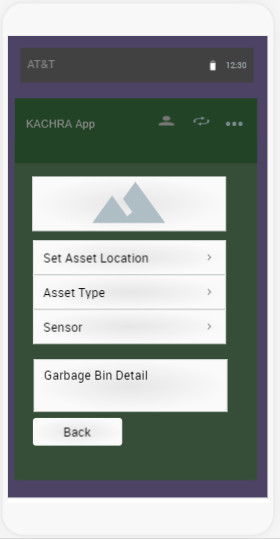 AT&T 12:30
KACHRA App
Set Asset Location
Asset Type
Sensor
Garbage Bin Detail
Back